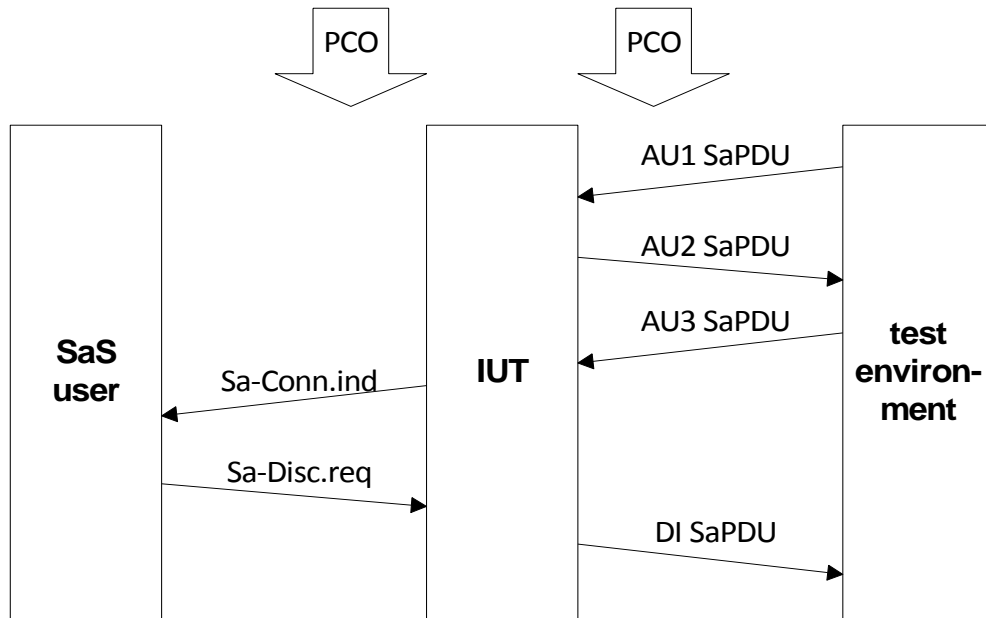 PCO
PCO
AU1 SaPDU
AU2 SaPDU
AU3 SaPDU
SaS
user
IUT
test
environ-
ment
Sa-Conn.ind
Sa-Disc.req
DI SaPDU